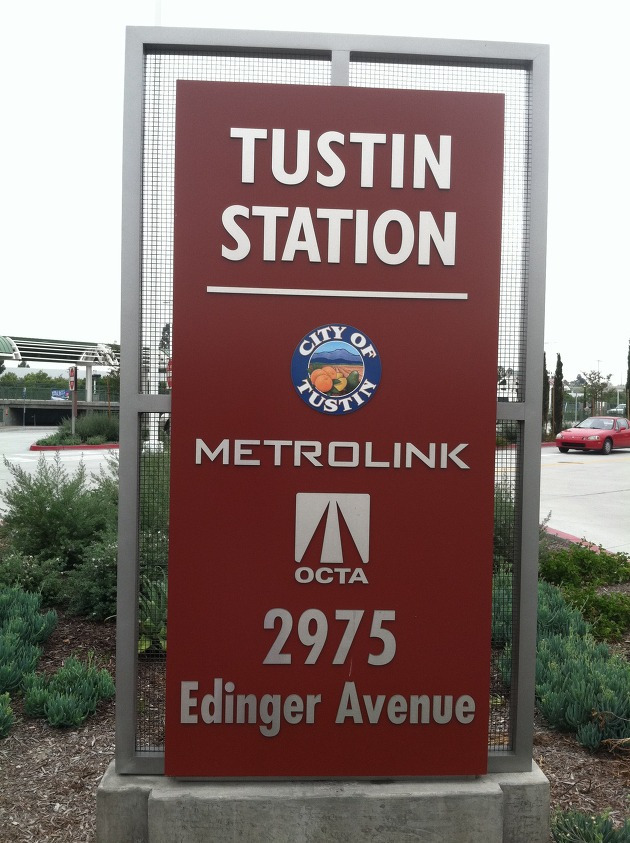 TUSTIN
STATION
CITY OF
TUSTIN
METROLINK
OCTA
2975
Edinger Avenue